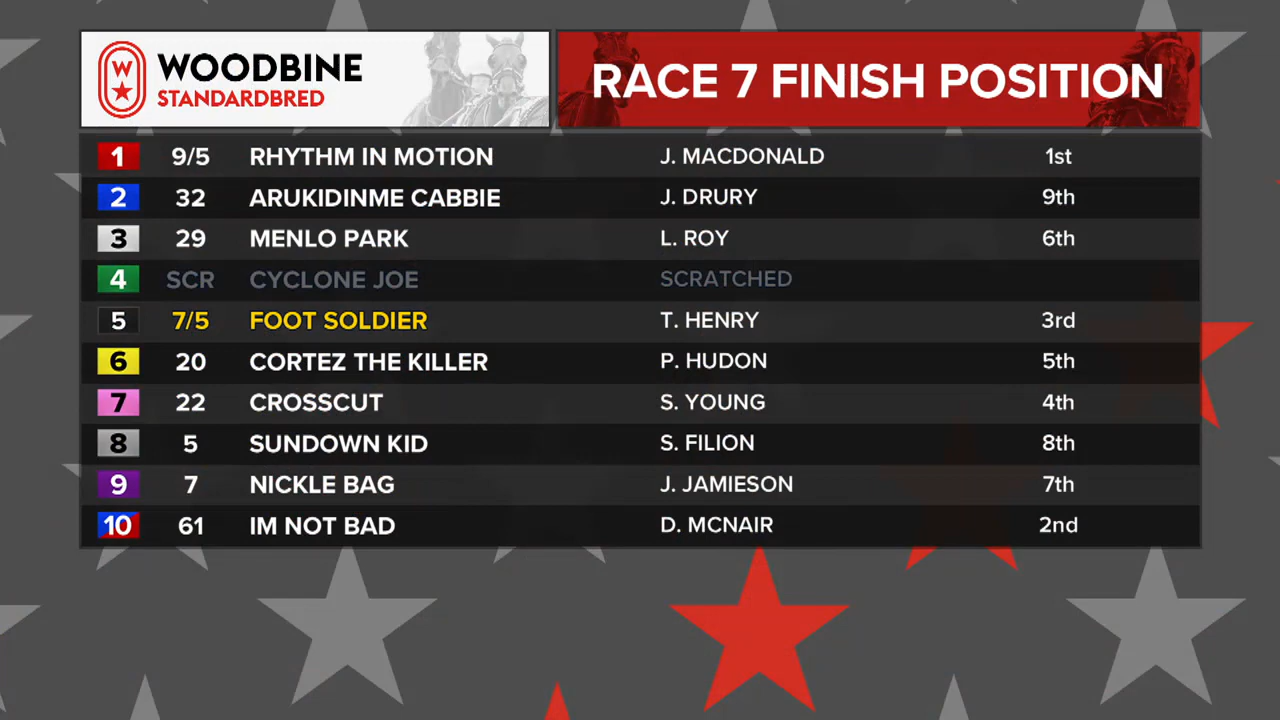 W
WOODBINE
STANDARDBRED
RACE 7 FINISH POSITION
1 9/5 RHYTHM IN MOTION J. MACDONALD 1st
2 32 ARUKIDINME CABBIE J. DRURY 9th
3 29 MENLO PARK L. ROY 6th
4 SCR CYCLONE JOE SCRATCHED
5 7/5 FOOT SOLDIER T. HENRY 3rd
6 20 CORTEZ THE KILLER P. HUDON 5th
7 22 CROSSCUT S. YOUNG 4th
8 5 SUNDOWN KID S. FILION 8th
9 7 NICKLE BAG J. JAMIESON 7th
10 61 IM NOT BAD D. MCNAIR 2nd